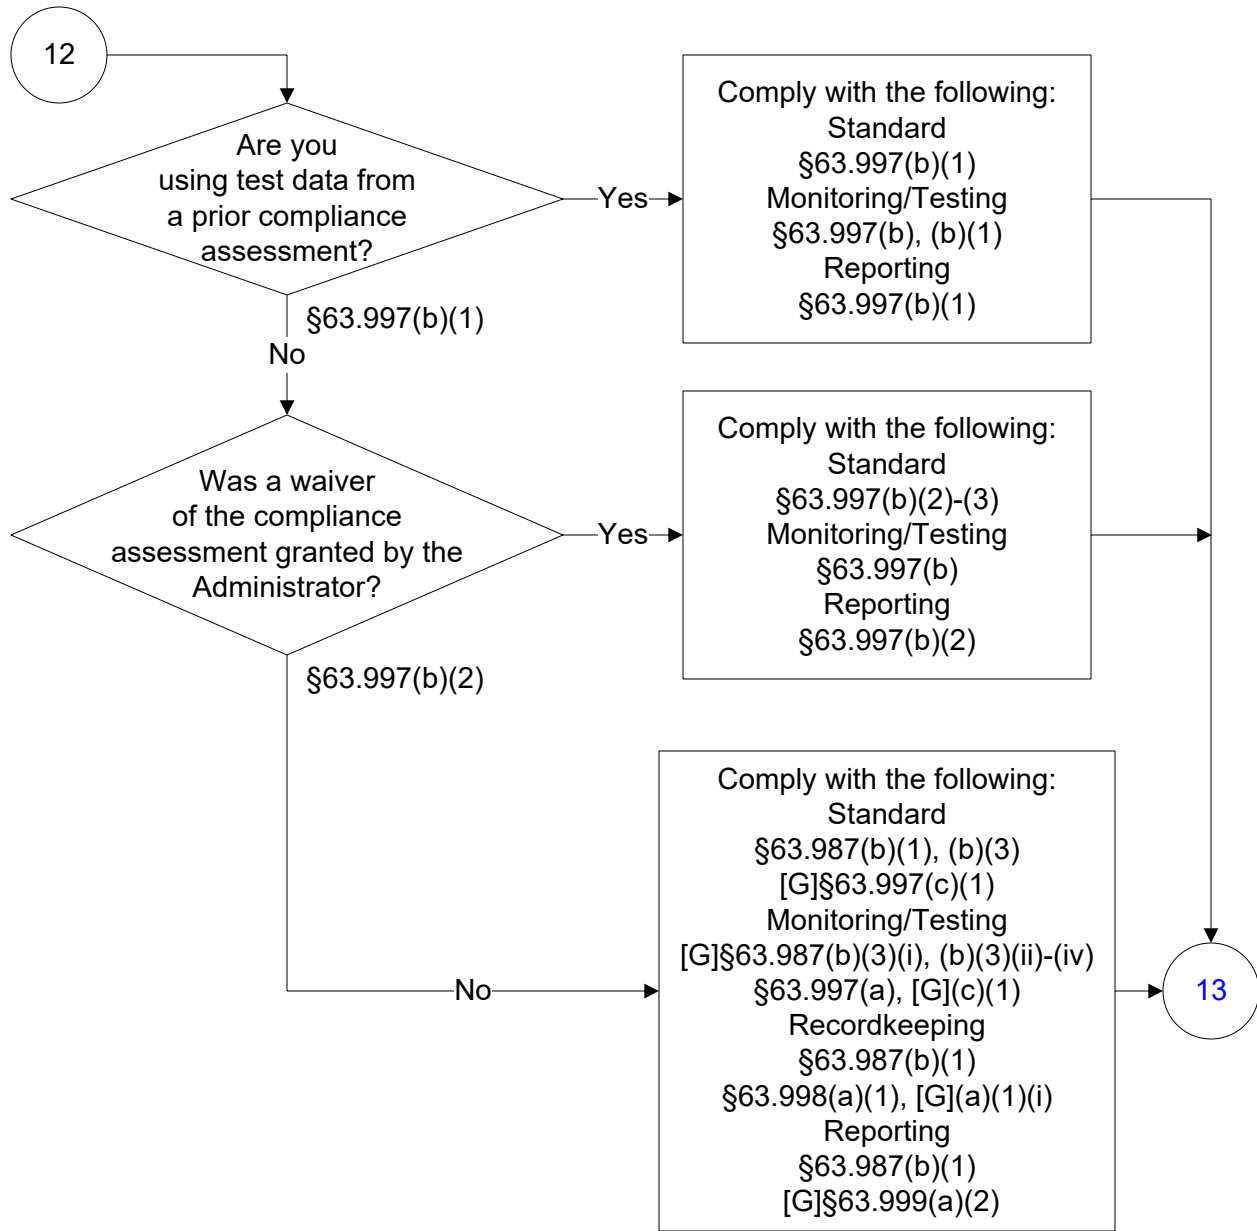 12
Are you
using test data from
a prior compliance
assessment?
Yes
§63.997(b)(1)
No
Comply with the following:
Standard
§63.997(b)(1)
Monitoring/Testing
§63.997(b), (b)(1)
Reporting
§63.997(b)(1)
Was a waiver
of the compliance
assessment granted by the
Administrator?
Yes
§63.997(b)(2)
Comply with the following:
Standard
§63.997(b)(2)-(3)
Monitoring/Testing
§63.997(b)
Reporting
§63.997(b)(2)
No
Comply with the following:
Standard
§63.987(b)(1), (b)(3)
[G]§63.997(c)(1)
Monitoring/Testing
[G]§63.987(b)(3)(i), (b)(3)(ii)-(iv)
§63.997(a), [G](c)(1)
Recordkeeping
§63.987(b)(1)
§63.998(a)(1), [G](a)(1)(i)
Reporting
§63.987(b)(1)
[G]§63.999(a)(2)
13